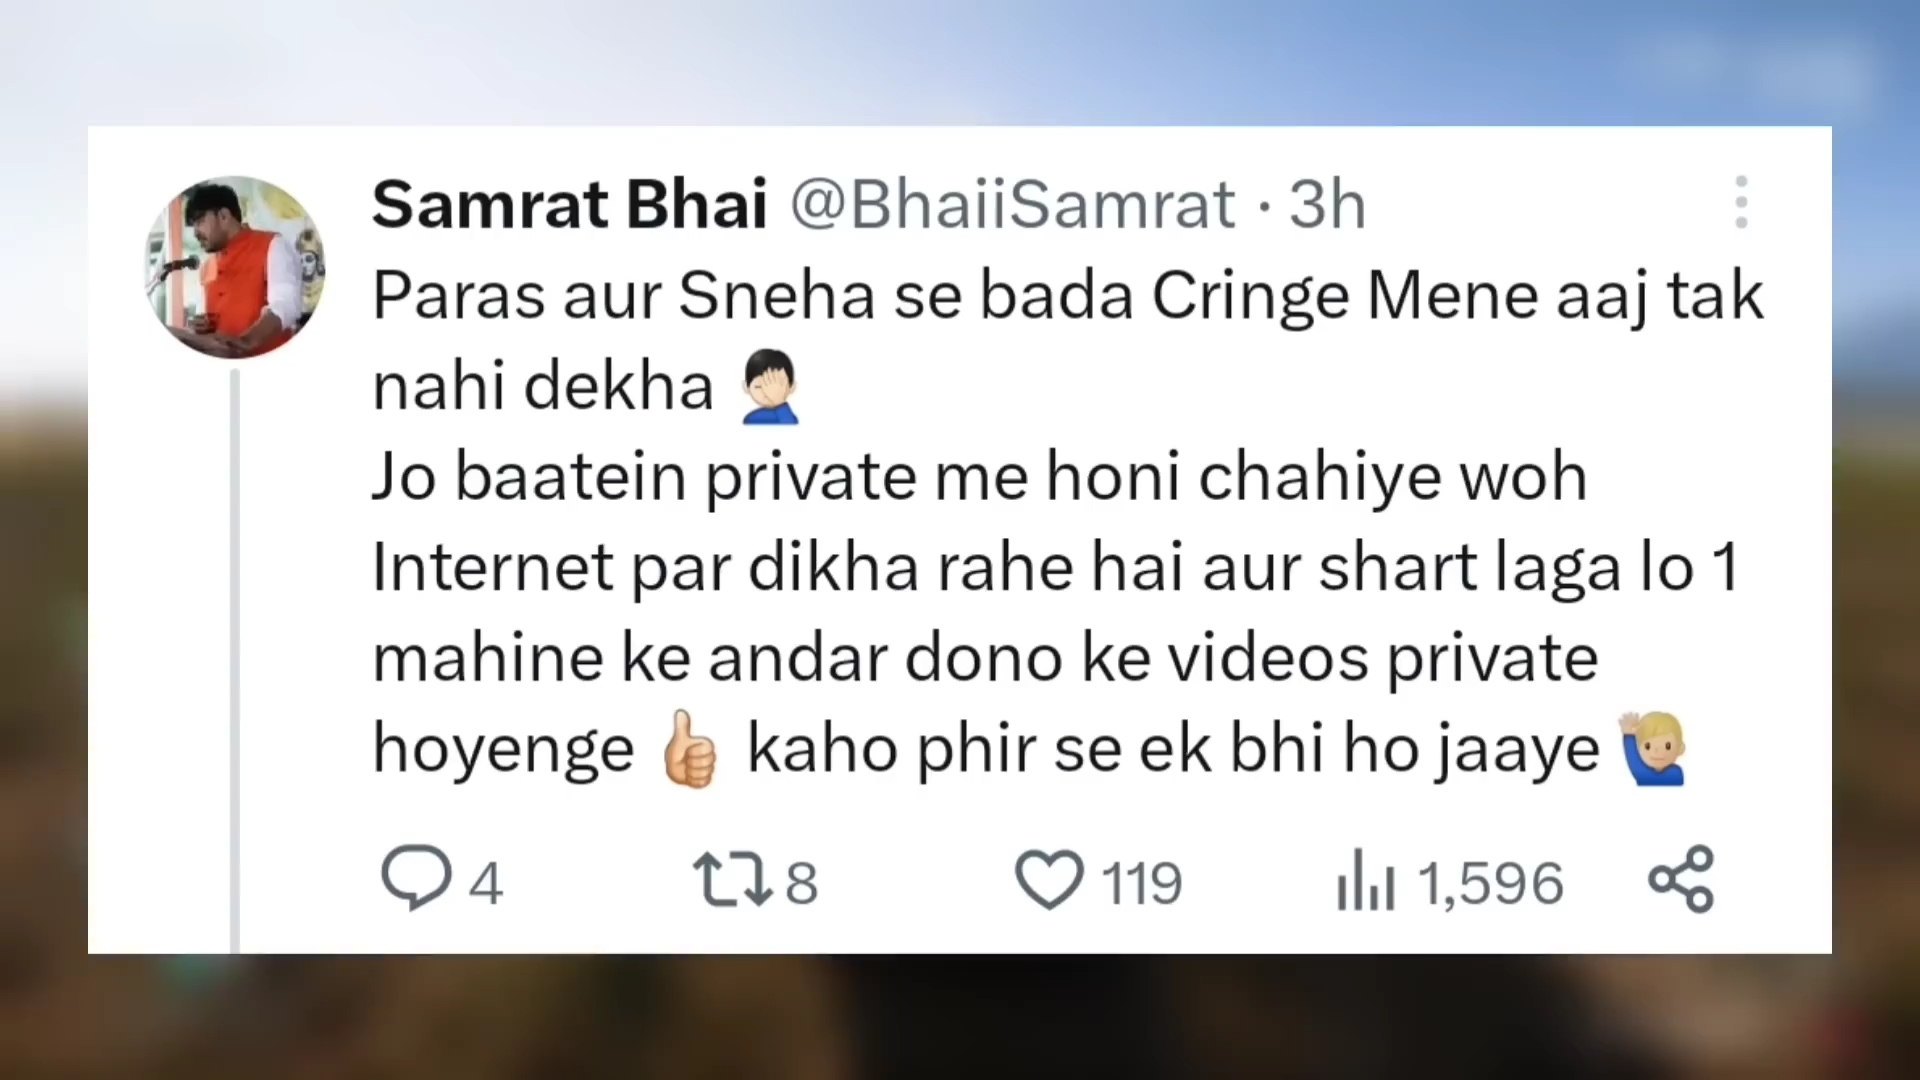 Samrat Bhai @BhaiiSamrat · 3h
Paras aur Sneha se bada Cringe Mene aaj tak
nahi dekha 🤦🏻‍♂️
Jo baatein private me honi chahiye woh
Internet par dikha rahe hai aur shart laga lo 1
mahine ke andar dono ke videos private
hoyenge 👍🏻 kaho phir se ek bhi ho jaaye 🙋🏼‍♂️
4 8 119 1,596